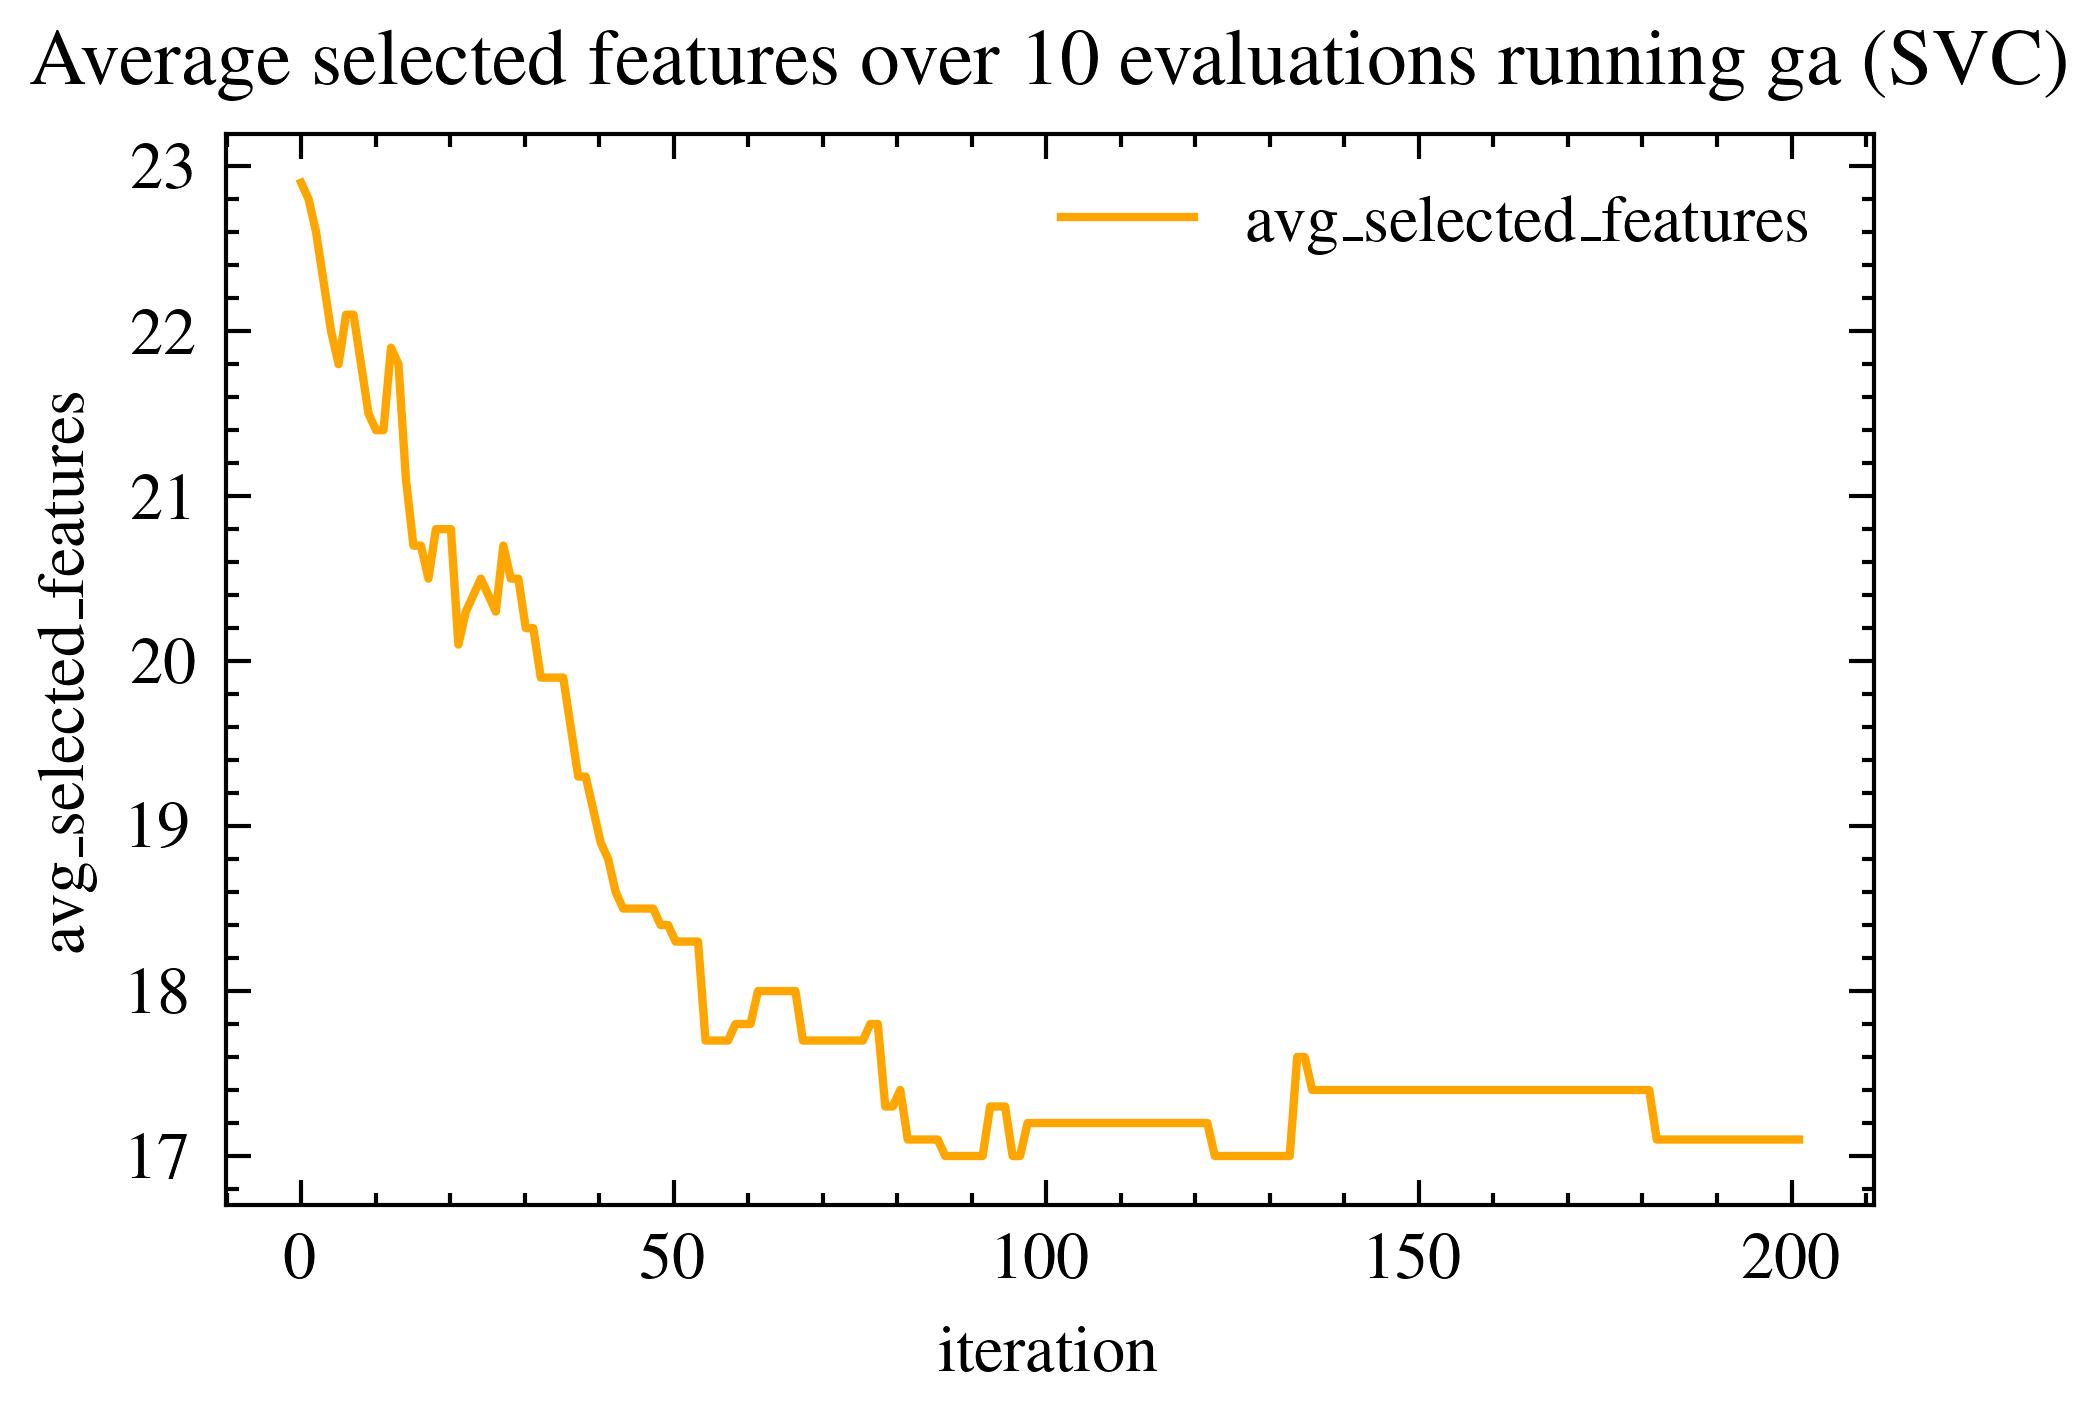 Average selected features over 10 evaluations running ga (SVC)
avg_selected_features
23
22
21
20
19
18
17
avg_selected_features
0 50 100 150 200
iteration